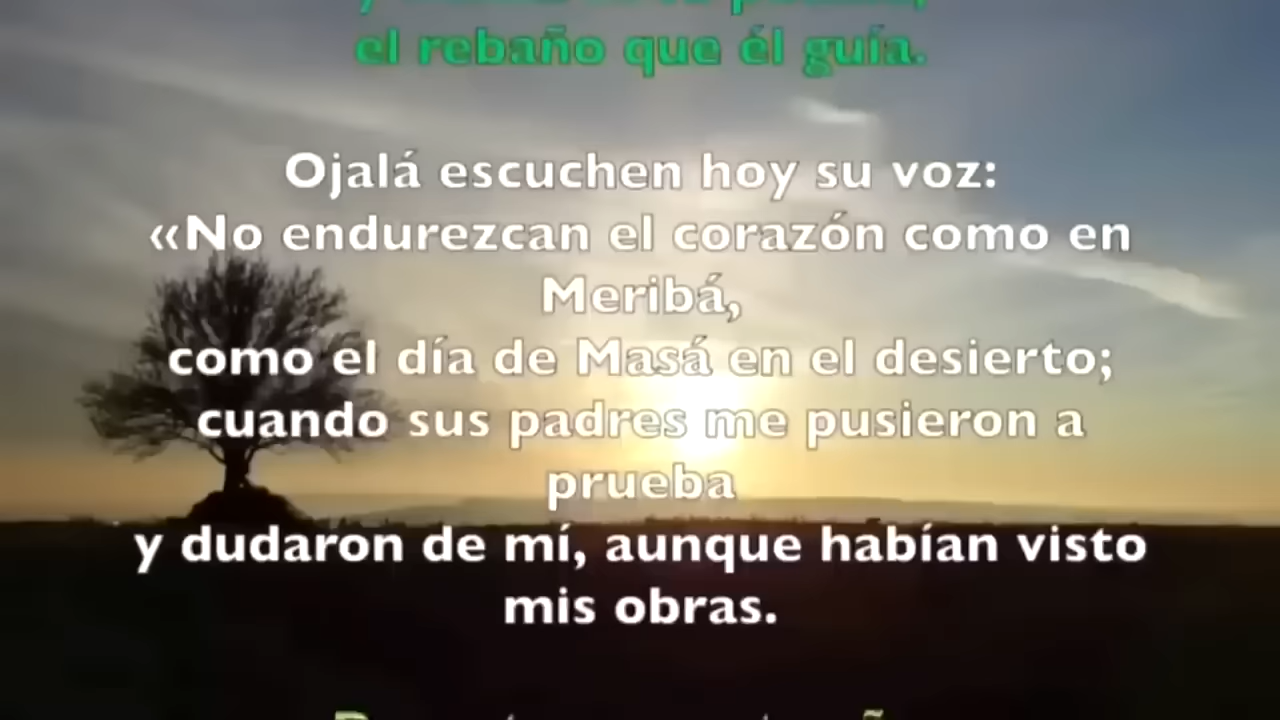 el rebaño que él guía.
Ojalá escuchen hoy su voz:
«No endurezcan el corazón como en
Meribá,
como el día de Masá en el desierto;
cuando sus padres me pusieron a
prueba
y dudaron de mí, aunque habían visto
mis obras.